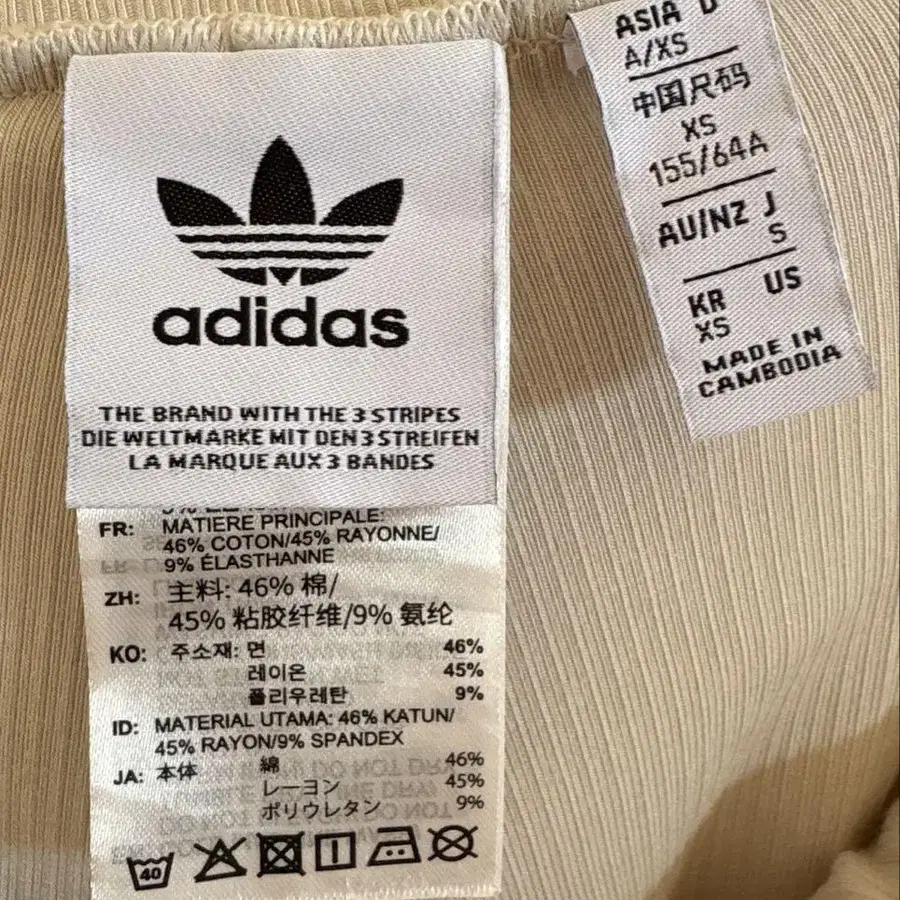 adidas
THE BRAND WITH THE 3 STRIPES
DIE WELTMARKE MIT DEN 3 STREIFEN
LA MARQUE AUX 3 BANDES
FR: MATIERE PRINCIPALE:
46% COTON/45% RAYONNE/
9% ÉLASTHANNE
ZH: 主料: 46% 棉/
45% 粘胶纤维/9% 氨纶
KO: 주소재: 면 46%
레이온 45%
폴리우레탄 9%
ID: MATERIAL UTAMA: 46% KATUN/
45% RAYON/9% SPANDEX
JA: 本体 綿 46%
レーヨン 45%
ポリウレタン 9%
40
ASIA D
A/XS
中国尺码
XS
155/64A
AU/NZ J
S
KR US
XS
MADE IN
CAMBODIA